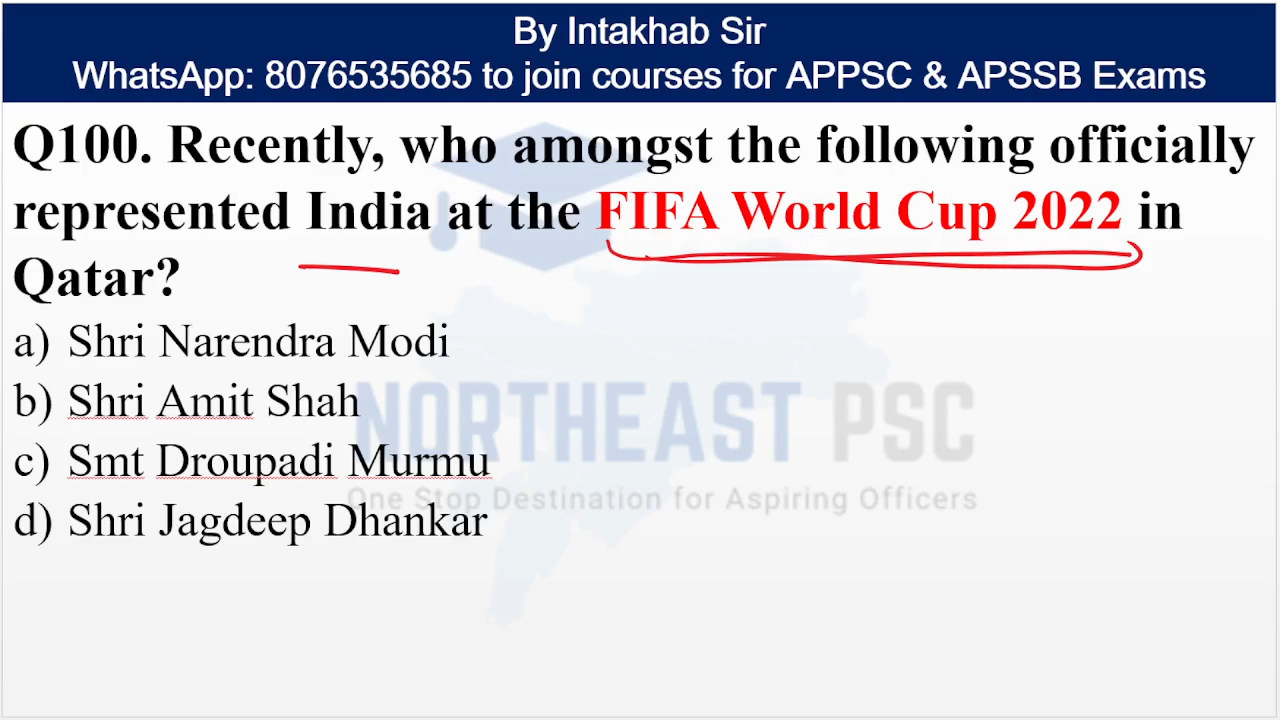 By Intakhab Sir
WhatsApp: 8076535685 to join courses for APPSC & APSSB Exams
Q100. Recently, who amongst the following officially
represented India at the FIFA World Cup 2022 in
Qatar?
a) Shri Narendra Modi
b) Shri Amit Shah
c) Smt Droupadi Murmu
d) Shri Jagdeep Dhankar
NORTHEAST PSC
One Stop Destination for Aspiring Officers